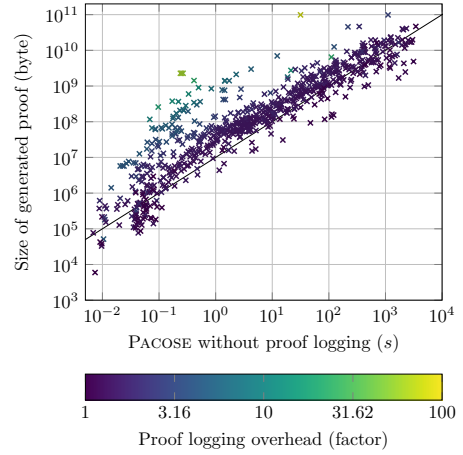 10^11
10^10
10^9
10^8
10^7
10^6
10^5
10^4
10^3
Size of generated proof (byte)
10^−2 10^−1 10^0 10^1 10^2 10^3 10^4
PACOSE without proof logging (s)
1 3.16 10 31.62 100
Proof logging overhead (factor)